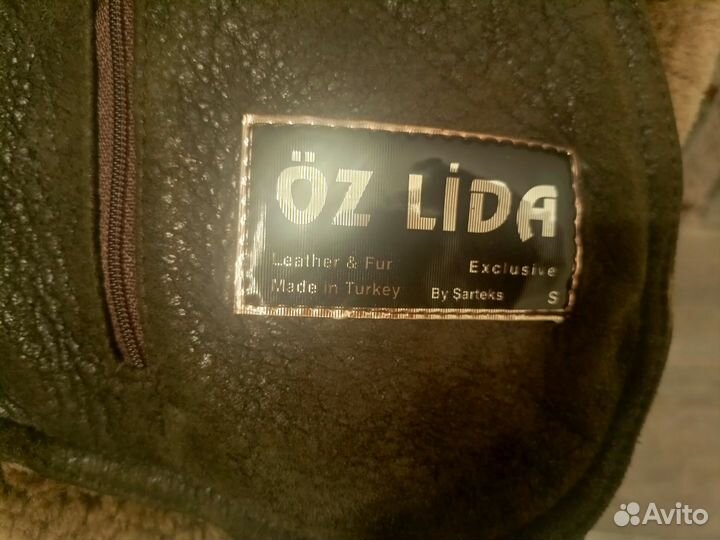 ÖZ LİDA
Leather & Fur Exclusive
Made in Turkey By Şarteks S
Avito